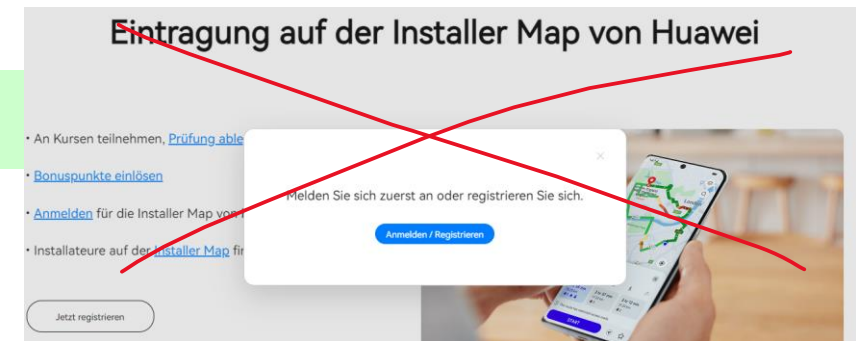 Eintragung auf der Installer Map von Huawei
• An Kursen teilnehmen, Prüfung able
• Bonuspunkte einlösen
• Anmelden für die Installer Map von
• Installateure auf der Installer Map fin
Melden Sie sich zuerst an oder registrieren Sie sich.
Anmelden / Registrieren
Jetzt registrieren
START